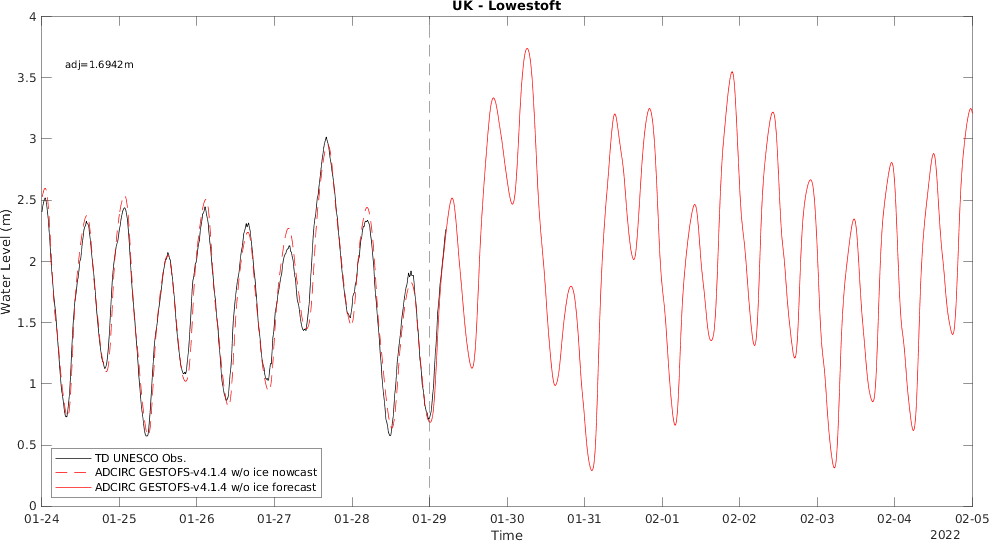 UK - Lowestoft
adj=1.6942m
Water Level (m)
4
3.5
3
2.5
2
1.5
1
0.5
0
TD UNESCO Obs.
ADCIRC GESTOFS-v4.1.4 w/o ice nowcast
ADCIRC GESTOFS-v4.1.4 w/o ice forecast
01-24 01-25 01-26 01-27 01-28 01-29 01-30 01-31 02-01 02-02 02-03 02-04 02-05
Time
2022